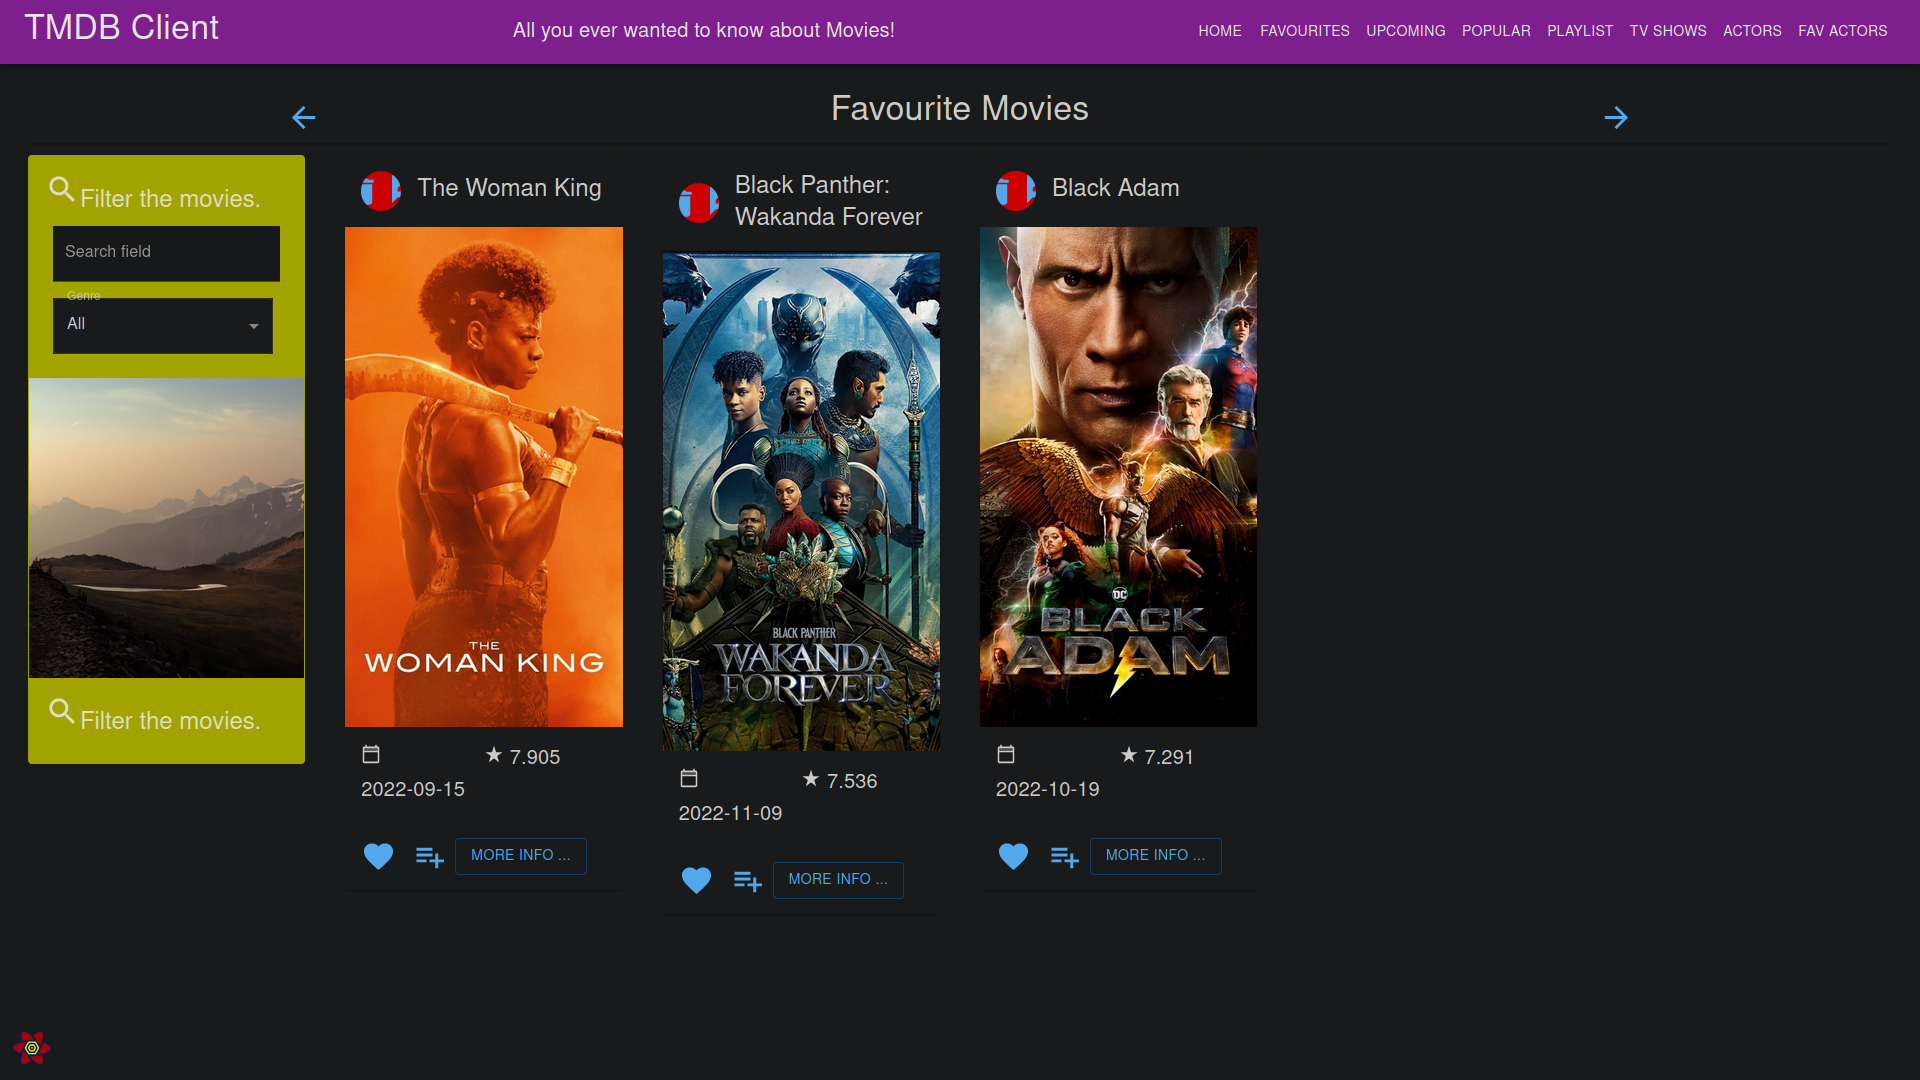 TMDB Client
All you ever wanted to know about Movies!
HOME
FAVOURITES
UPCOMING
POPULAR
PLAYLIST
TV SHOWS
ACTORS
FAV ACTORS
Favourite Movies
Filter the movies.
Search field
Genre
All
Filter the movies.
The Woman King
THE
WOMAN KING
7.905
2022-09-15
MORE INFO ...
Black Panther:
Wakanda Forever
BLACK PANTHER
WAKANDA
FOREVER
7.536
2022-11-09
MORE INFO ...
Black Adam
DC
BLACK
ADAM
7.291
2022-10-19
MORE INFO ...